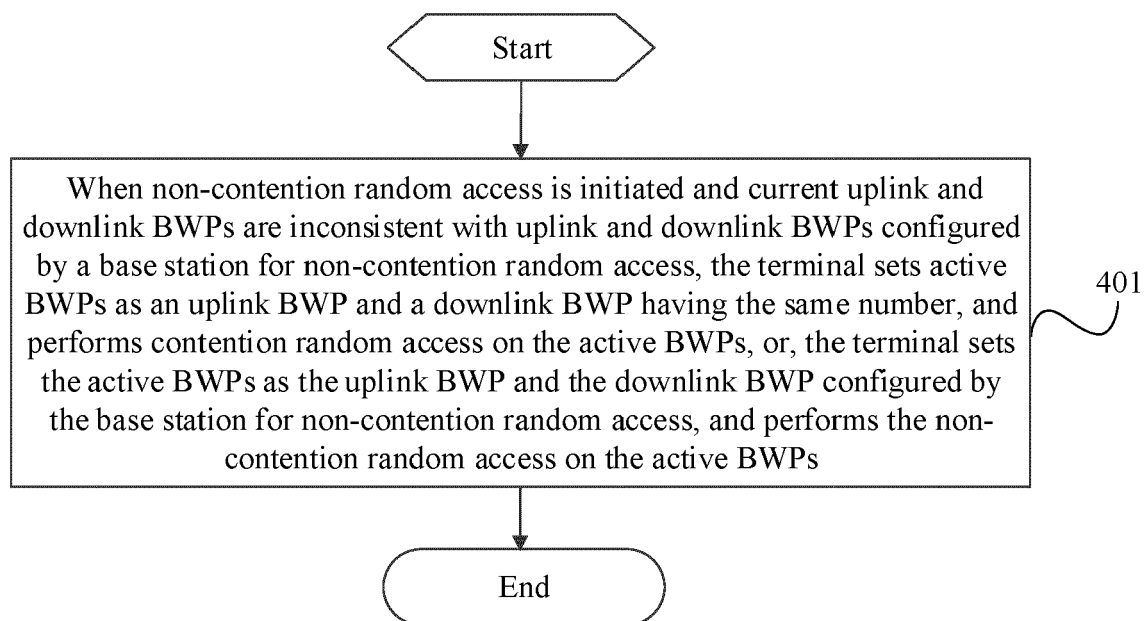 Start
When non-contention random access is initiated and current uplink and
downlink BWPs are inconsistent with uplink and downlink BWPs configured
by a base station for non-contention random access, the terminal sets active
BWPs as an uplink BWP and a downlink BWP having the same number, and
performs contention random access on the active BWPs, or, the terminal sets
the active BWPs as the uplink BWP and the downlink BWP configured by
the base station for non-contention random access, and performs the non-
contention random access on the active BWPs
401
End